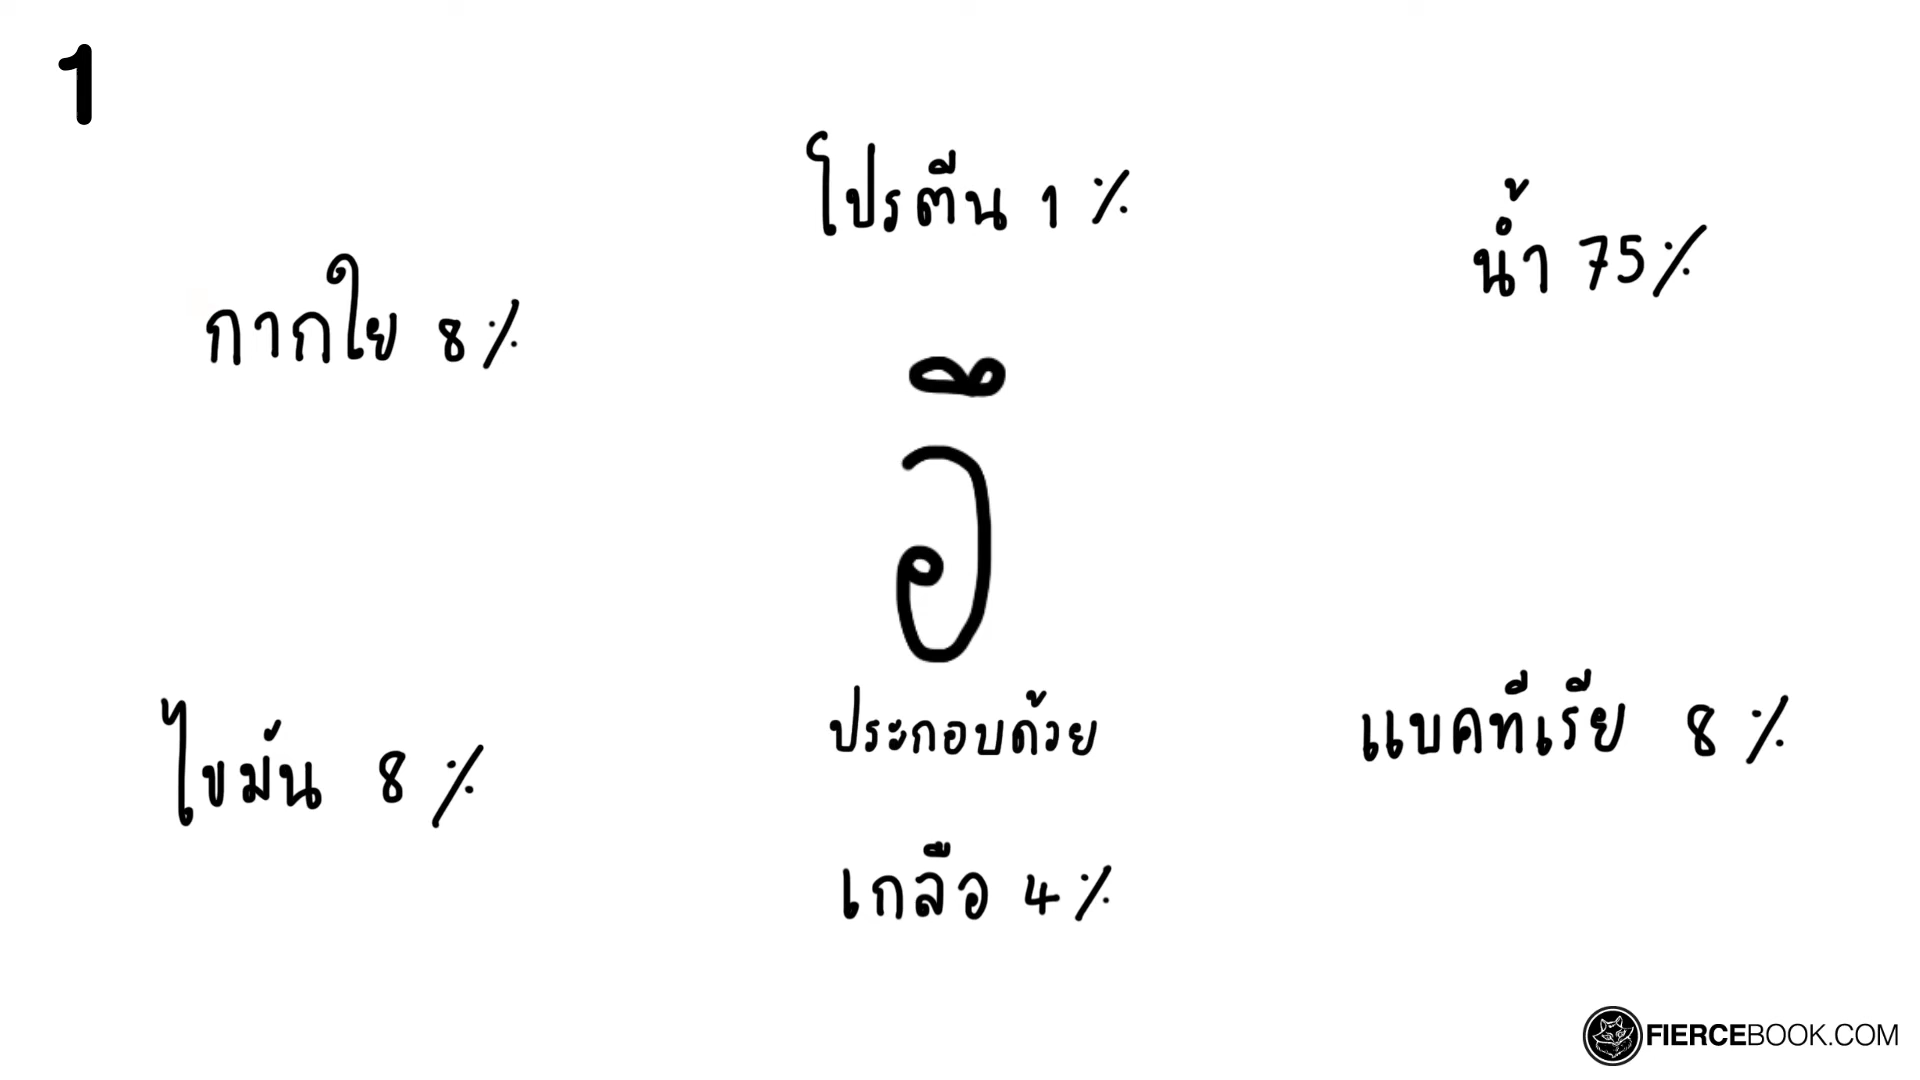 1
โปรตีน 1 %
น้ำ 75%
กากใย 8 %
อึ
ประกอบด้วย
ไขมัน 8 %
แบคทีเรีย 8 %
เกลือ 4 %
FIERCEBOOK.COM